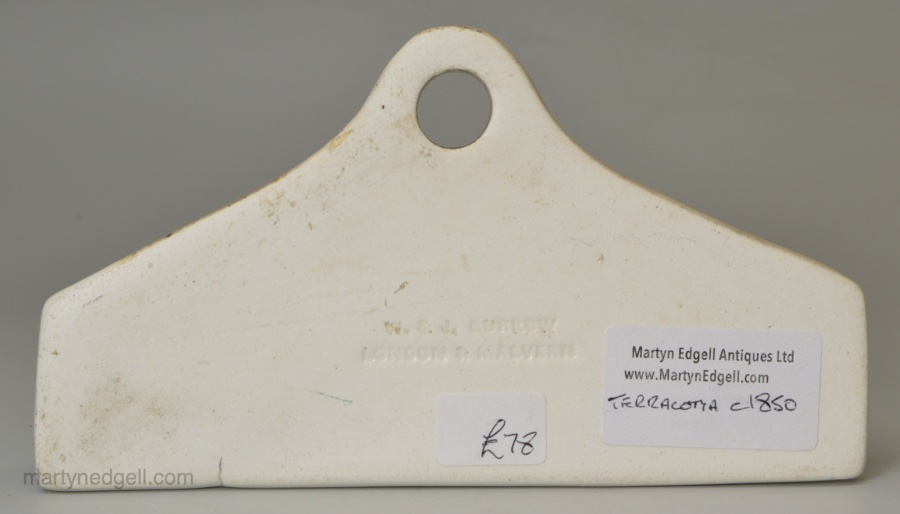 W. & J. BURROW
LONDON & MALVERN
Martyn Edgell Antiques Ltd
www.MartynEdgell.com
TERRACOTTA c1850
£78
martynedgell.com